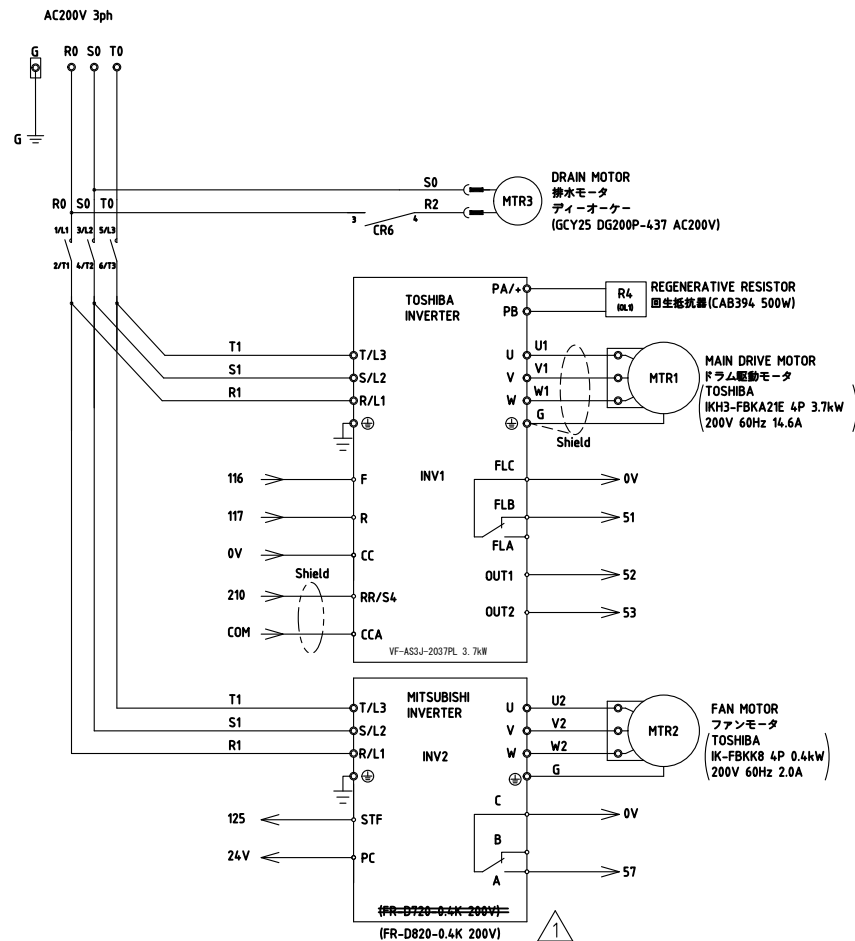 AC200V 3ph
G R0 S0 T0
G
S0
R2
3 4
CR6
MTR3
DRAIN MOTOR
排水モータ
ディーオーケー
(GCY25 DG200P-437 AC200V)
R0 S0 T0
1/L1 3/L2 5/L3
2/T1 4/T2 6/T3
TOSHIBA
INVERTER
PA/+
PB
R4
(OL1)
REGENERATIVE RESISTOR
回生抵抗器(CAB394 500W)
T1 T/L3
S1 S/L2
R1 R/L1
U U1
V V1
W W1
G
Shield
MTR1
MAIN DRIVE MOTOR
ドラム駆動モータ
TOSHIBA
IKH3-FBKA21E 4P 3.7kW
200V 60Hz 14.6A
INV1
116 F
117 R
0V CC
Shield
210 RR/S4
COM CCA
FLC 0V
FLB 51
FLA
OUT1 52
OUT2 53
VF-AS3J-2037PL 3.7kW
MITSUBISHI
INVERTER
INV2
T1 T/L3
S1 S/L2
R1 R/L1
U U2
V V2
W W2
G
MTR2
FAN MOTOR
ファンモータ
TOSHIBA
IK-FBKK8 4P 0.4kW
200V 60Hz 2.0A
125 STF
24V PC
C 0V
B
A 57
(FR-D720-0.4K 200V)
(FR-D820-0.4K 200V)
1